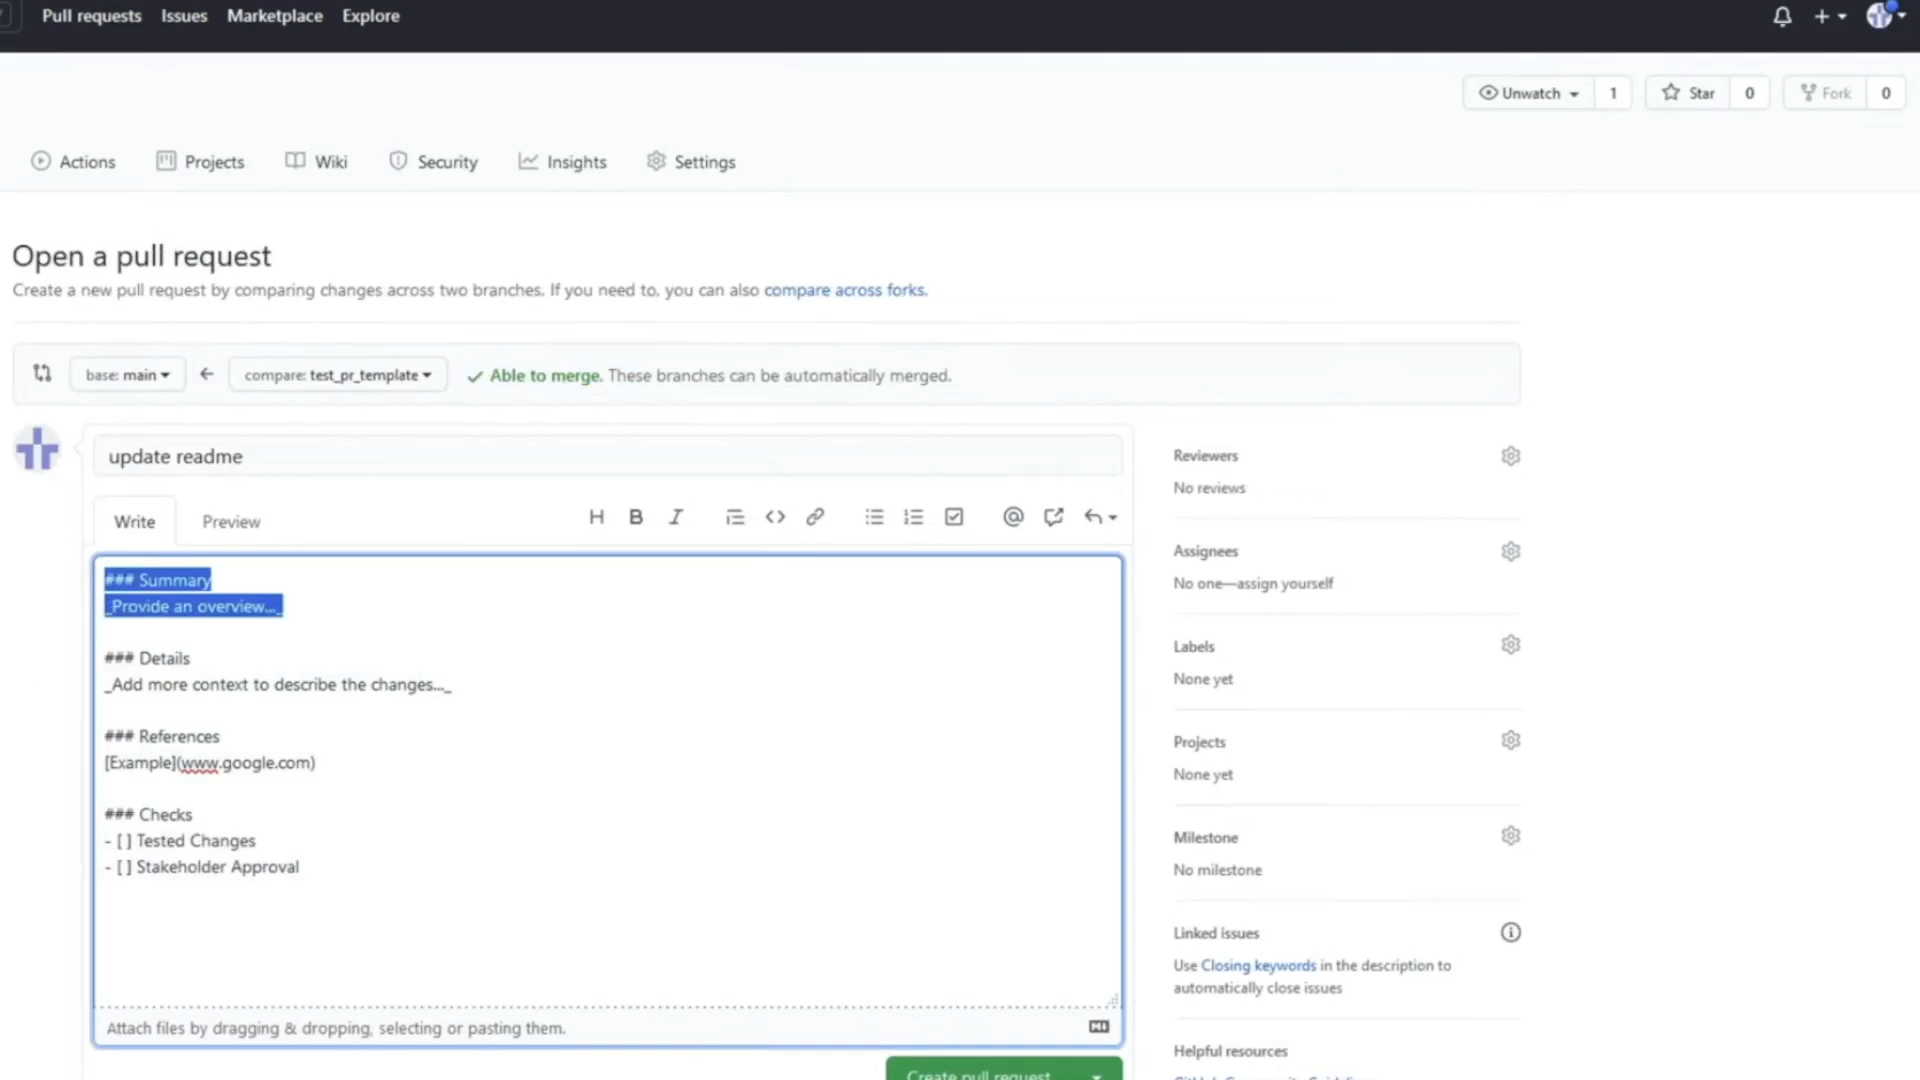 Pull requests Issues Marketplace Explore
Unwatch 1 Star 0 Fork 0
Actions Projects Wiki Security Insights Settings
Open a pull request
Create a new pull request by comparing changes across two branches. If you need to, you can also compare across forks.
base: main compare: test_pr_template Able to merge. These branches can be automatically merged.
update readme
Write Preview H B I
### Summary
_Provide an overview..._
### Details
_Add more context to describe the changes..._
### References
[Example](www.google.com)
### Checks
- [ ] Tested Changes
- [ ] Stakeholder Approval
Attach files by dragging & dropping, selecting or pasting them.
Create pull request
Reviewers
No reviews
Assignees
No one—assign yourself
Labels
None yet
Projects
None yet
Milestone
No milestone
Linked issues
Use Closing keywords in the description to
automatically close issues
Helpful resources